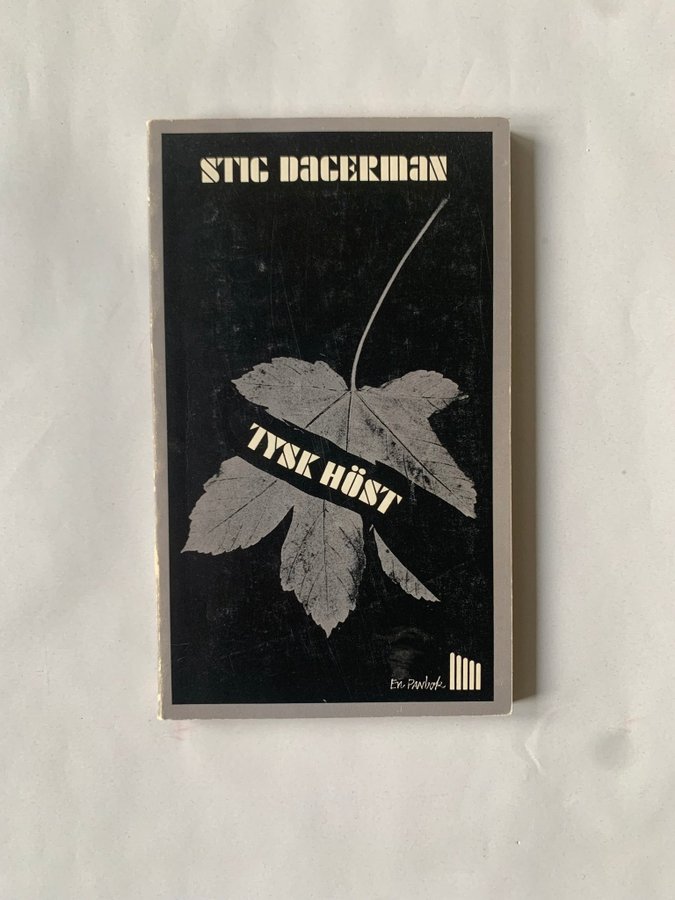 STIG DAGERMAN
TYSK HÖST
En Panbok